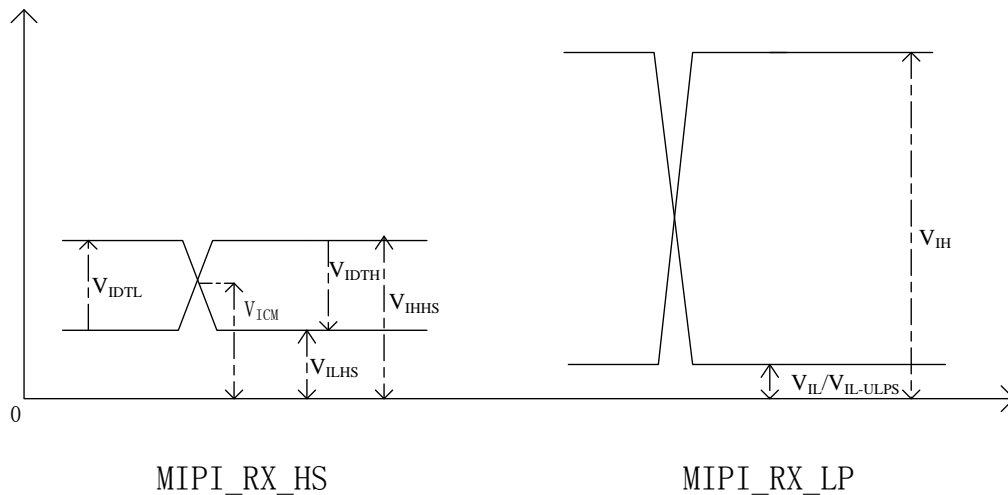 V_IH
V_IDTH
V_IDTL
V_IHHS
V_ICM
V_ILHS
V_IL/V_IL-ULPS
0
MIPI_RX_HS
MIPI_RX_LP